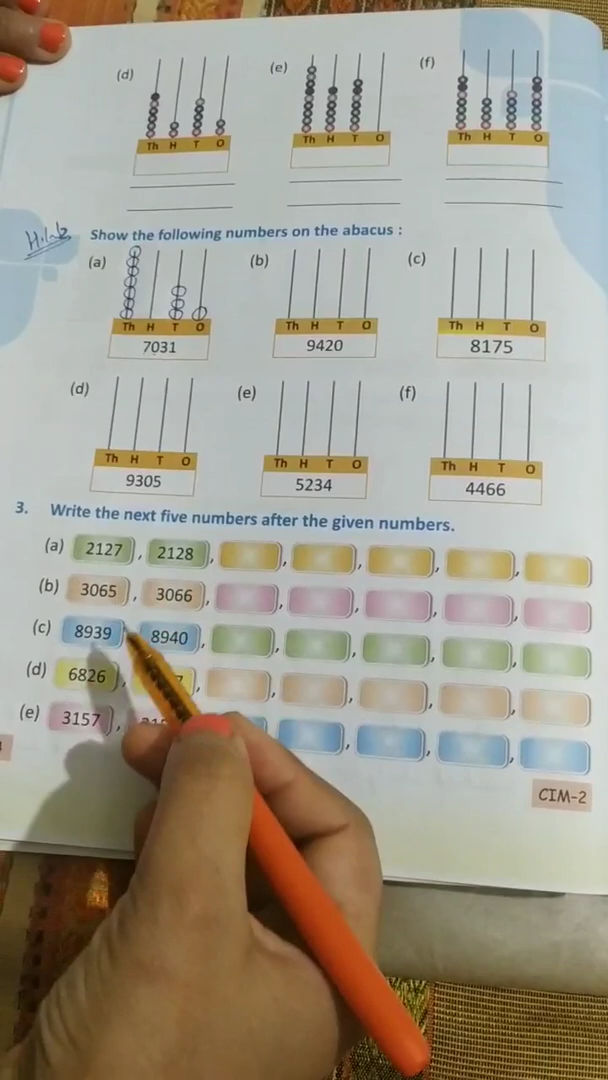 (d) (e) (f)
Th H T O Th H T O Th H T O
H.W
Show the following numbers on the abacus :
(a) (b) (c)
Th H T O Th H T O Th H T O
7031 9420 8175
(d) (e) (f)
Th H T O Th H T O Th H T O
9305 5234 4466
3. Write the next five numbers after the given numbers.
(a) 2127 , 2128 , , , , ,
(b) 3065 , 3066 , , , , ,
(c) 8939 8940 , , , , ,
(d) 6826 , 7 , , , , ,
(e) 3157 , , , , ,
CIM-2